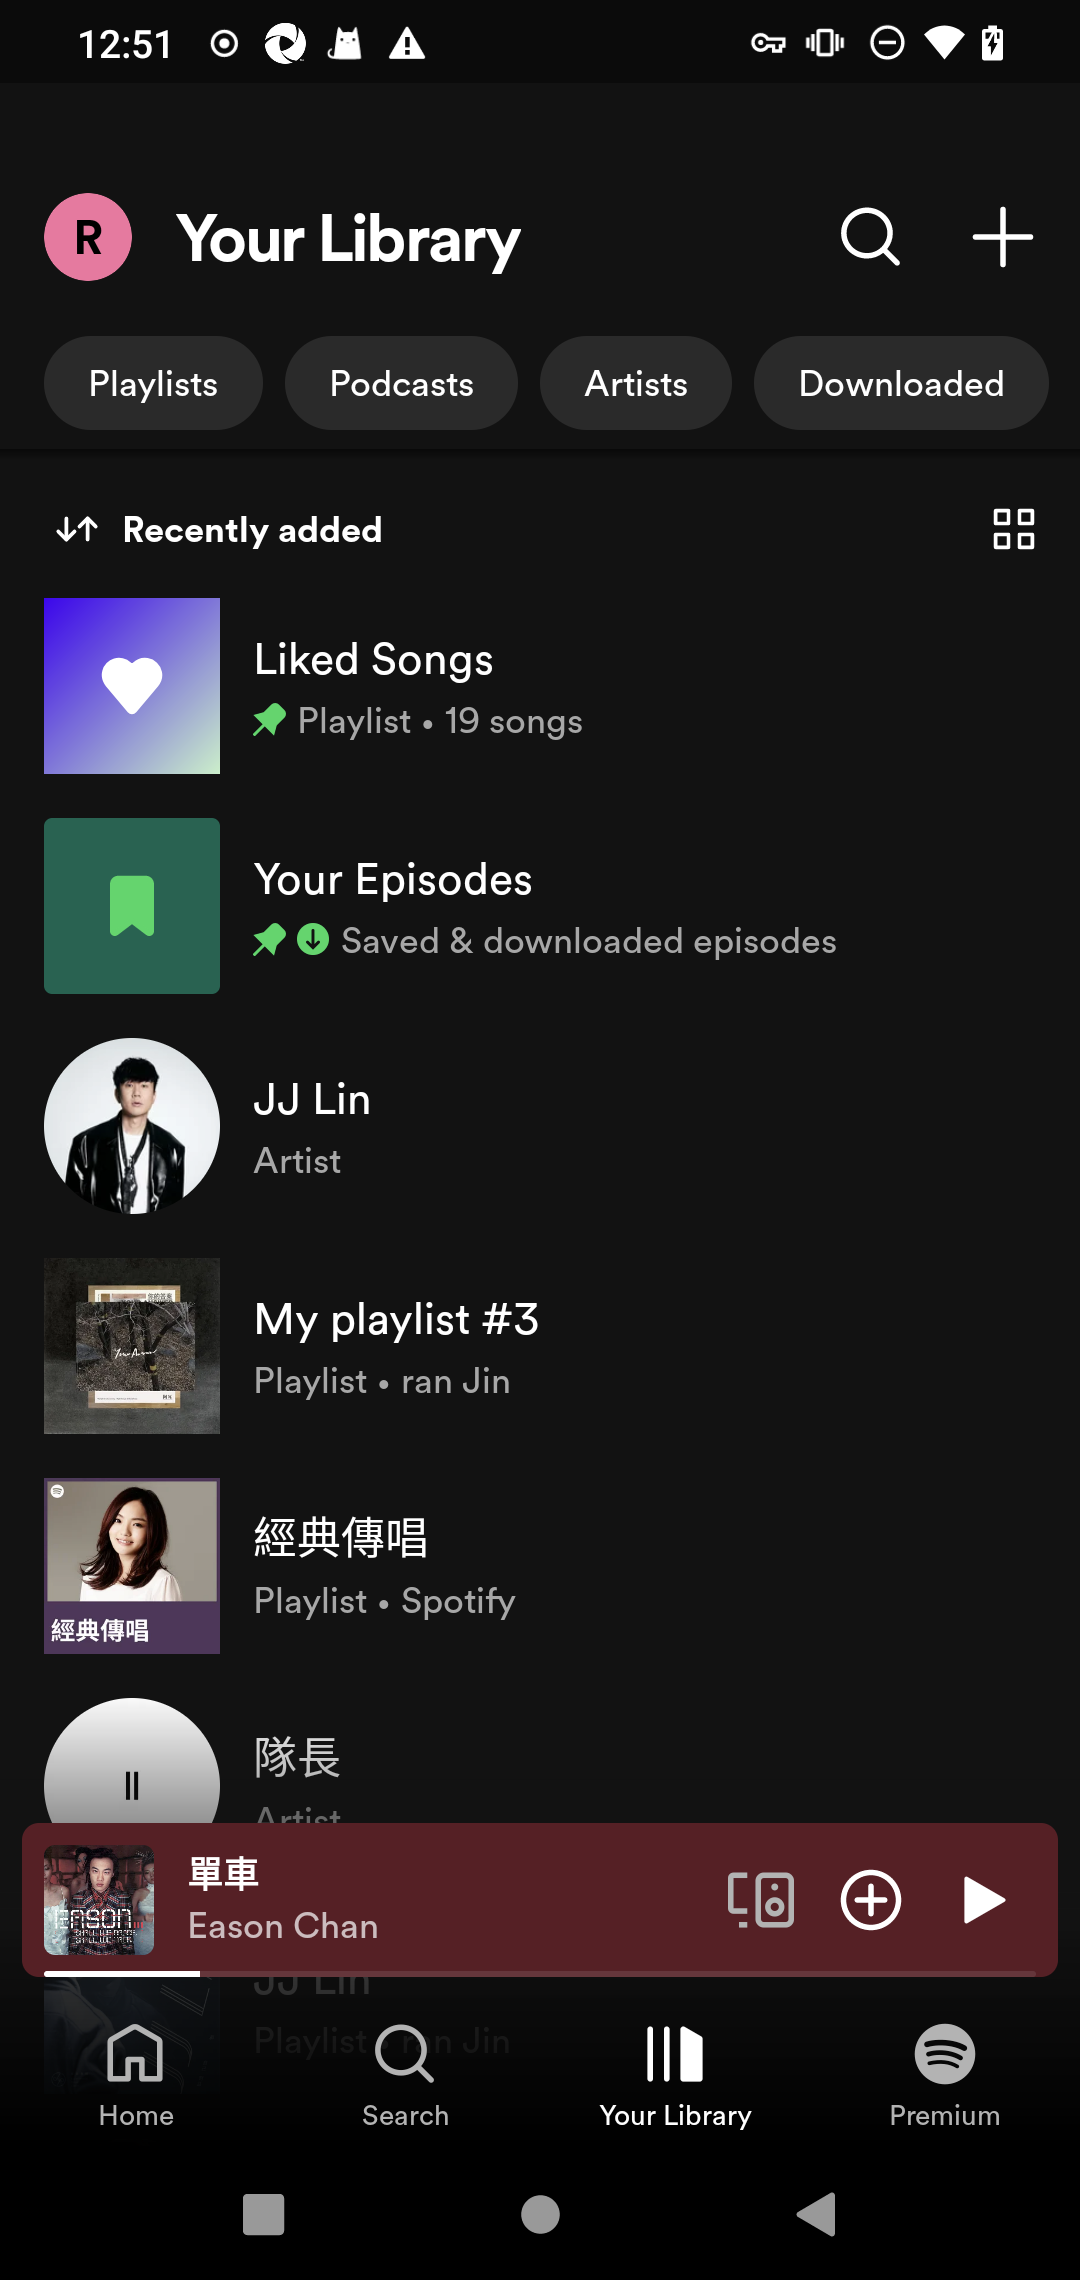 12:51
R
Your Library
Playlists
Podcasts
Artists
Downloaded
Recently added
Liked Songs
Playlist • 19 songs
Your Episodes
Saved & downloaded episodes
JJ Lin
Artist
My playlist #3
Playlist • ran Jin
經典傳唱
經典傳唱
Playlist • Spotify
隊長
Artist
單車
Eason Chan
JJ Lin
Playlist • ran Jin
Home
Search
Your Library
Premium